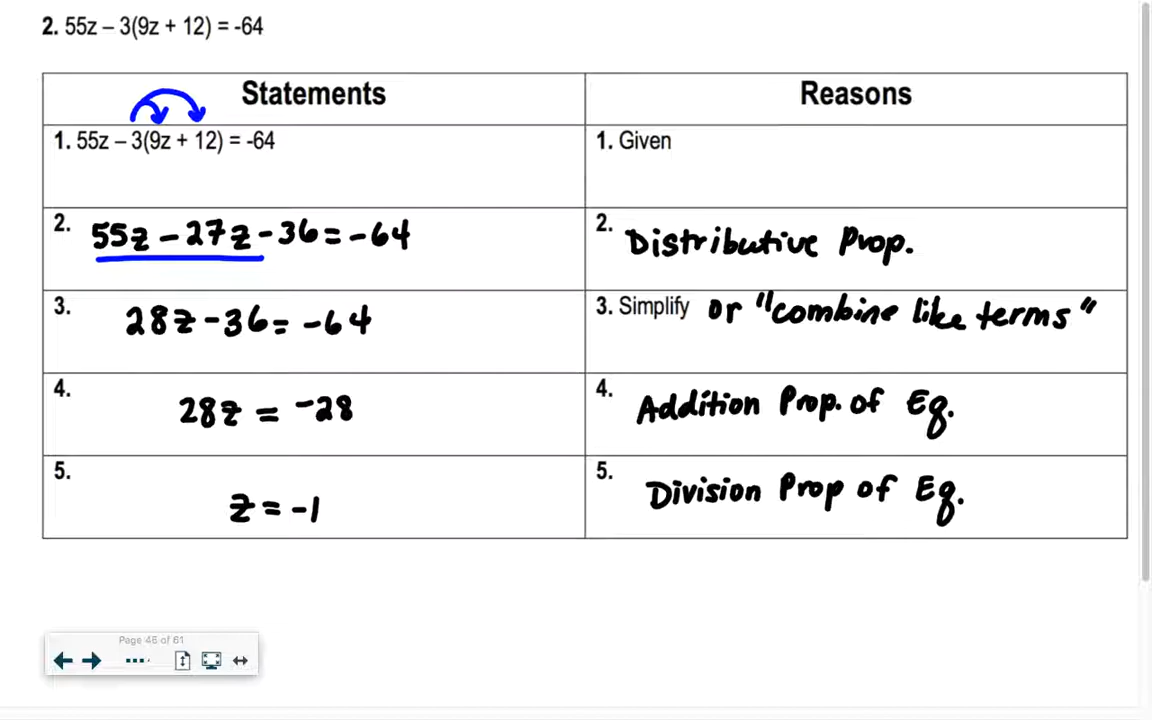 2. 55z – 3(9z + 12) = -64
Statements
Reasons
1. 55z – 3(9z + 12) = -64
1. Given
2. 55z - 27z - 36 = -64
2. Distributive Prop.
3. 28z - 36 = -64
3. Simplify or "combine like terms"
4. 28z = -28
4. Addition Prop. of Eq.
5. z = -1
5. Division Prop of Eq.
Page 46 of 61